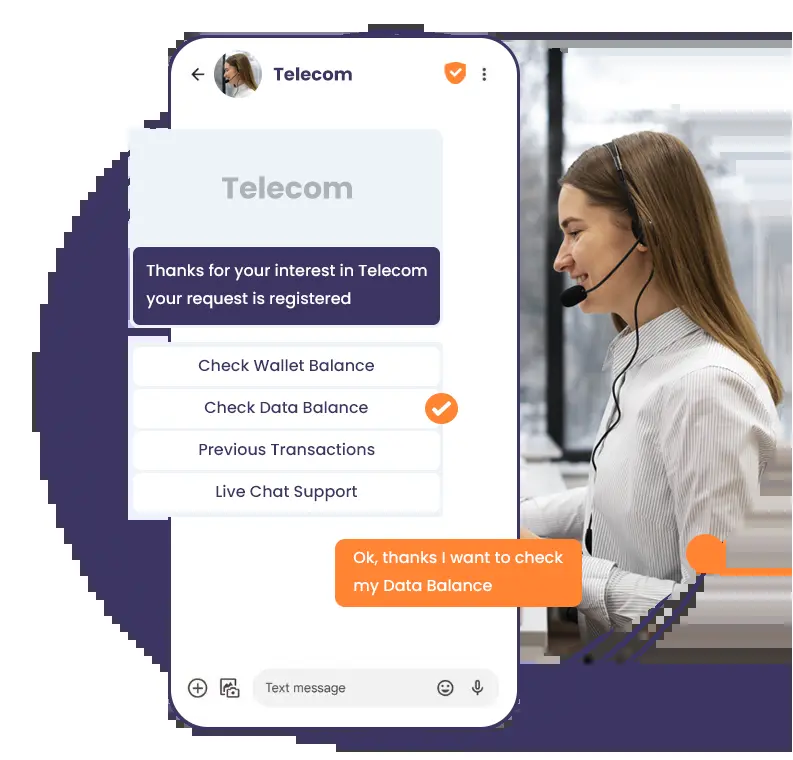 Telecom
Telecom
Thanks for your interest in Telecom
your request is registered
Check Wallet Balance
Check Data Balance
Previous Transactions
Live Chat Support
Ok, thanks I want to check
my Data Balance
Text message